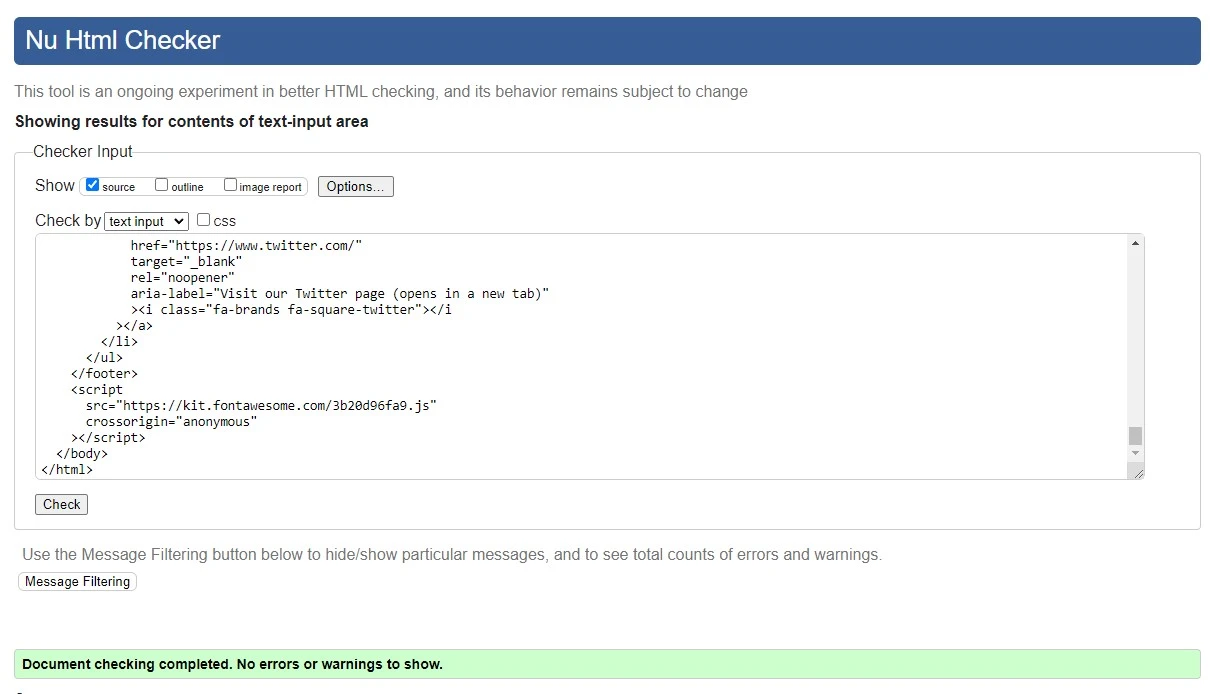 Nu Html Checker
This tool is an ongoing experiment in better HTML checking, and its behavior remains subject to change
Showing results for contents of text-input area
Checker Input
Show source outline image report Options...
Check by text input css
href="https://www.twitter.com/"
target="_blank"
rel="noopener"
aria-label="Visit our Twitter page (opens in a new tab)"
><i class="fa-brands fa-square-twitter"></i
></a>
</li>
</ul>
</footer>
<script
src="https://kit.fontawesome.com/3b20d96fa9.js"
crossorigin="anonymous"
></script>
</body>
</html>
Check
Use the Message Filtering button below to hide/show particular messages, and to see total counts of errors and warnings.
Message Filtering
Document checking completed. No errors or warnings to show.